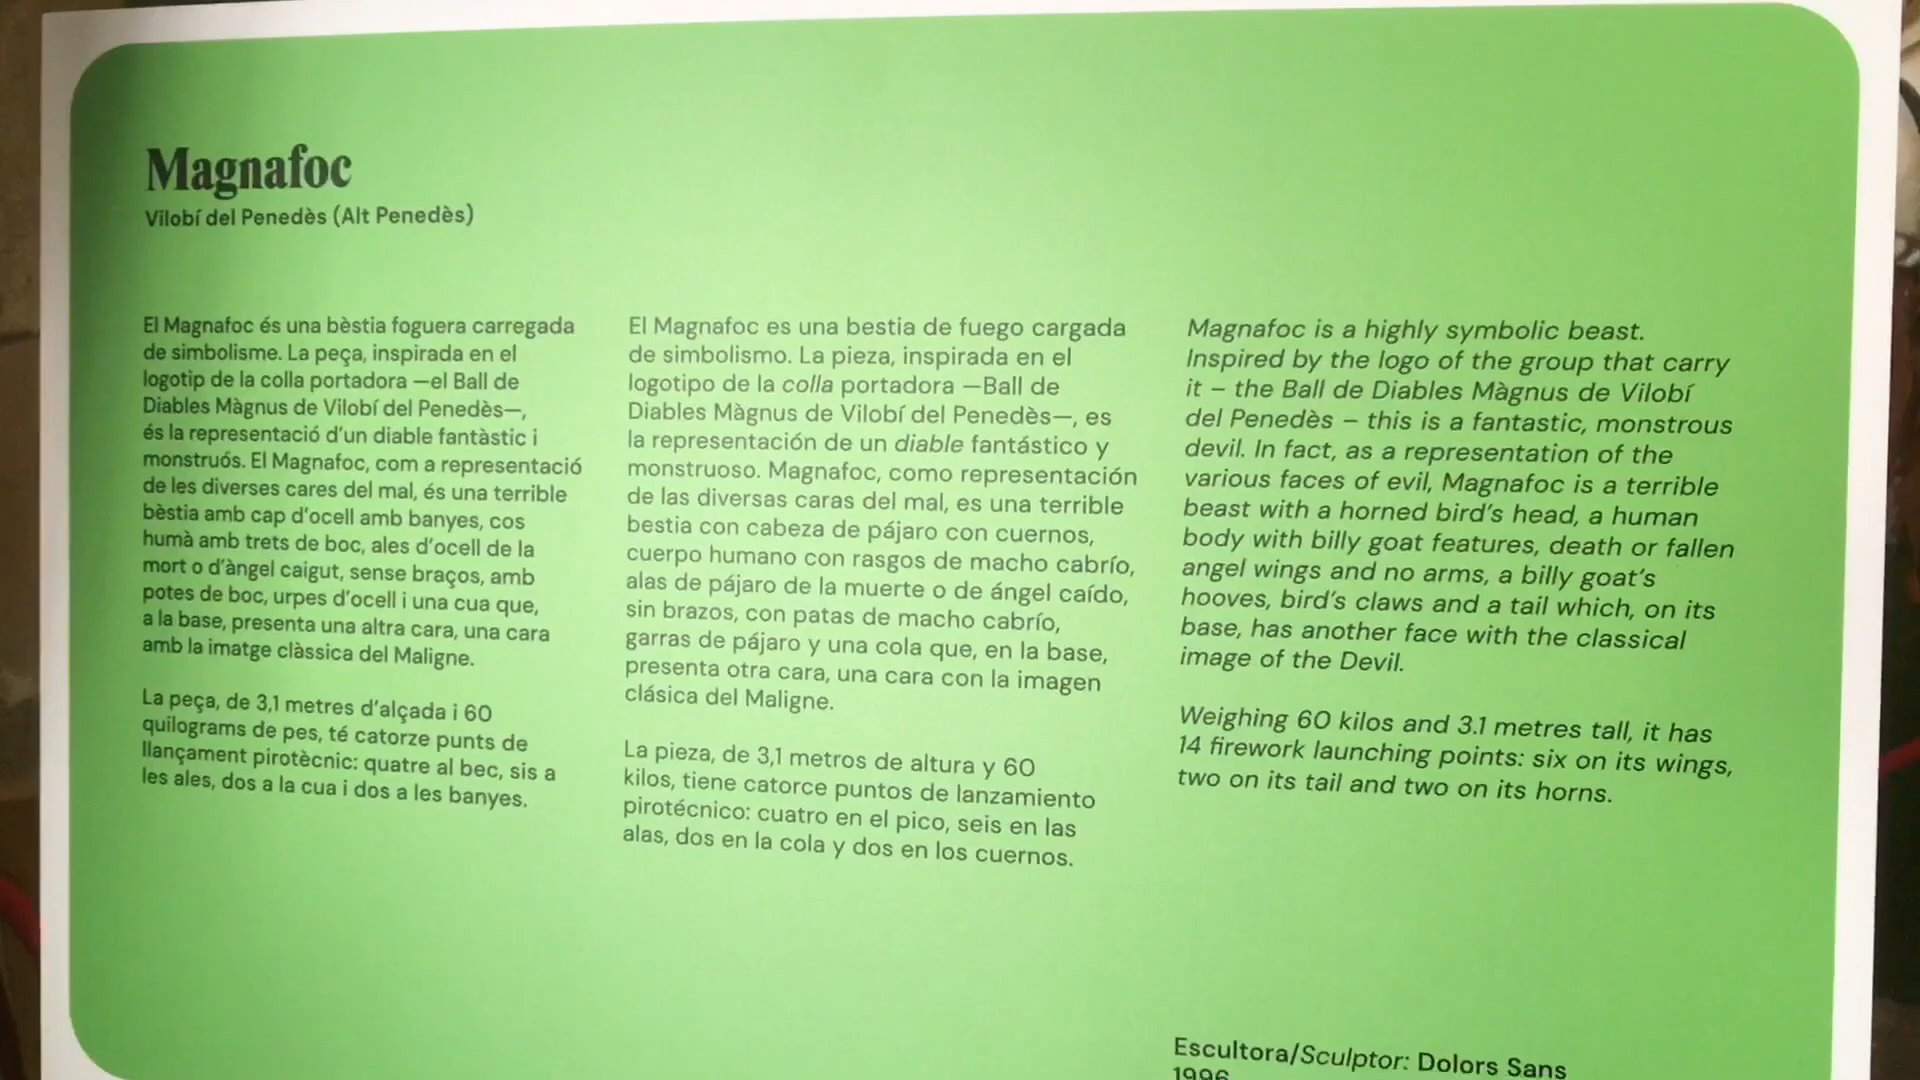 Magnafoc
Vilobí del Penedès (Alt Penedès)
El Magnafoc és una bèstia foguera carregada
de simbolisme. La peça, inspirada en el
logotip de la colla portadora —el Ball de
Diables Màgnus de Vilobí del Penedès—,
és la representació d'un diable fantàstic i
monstruós. El Magnafoc, com a representació
de les diverses cares del mal, és una terrible
bèstia amb cap d'ocell amb banyes, cos
humà amb trets de boc, ales d'ocell de la
mort o d'àngel caigut, sense braços, amb
potes de boc, urpes d'ocell i una cua que,
a la base, presenta una altra cara, una cara
amb la imatge clàssica del Maligne.
La peça, de 3,1 metres d'alçada i 60
quilograms de pes, té catorze punts de
llançament pirotècnic: quatre al bec, sis a
les ales, dos a la cua i dos a les banyes.
El Magnafoc es una bestia de fuego cargada
de simbolismo. La pieza, inspirada en el
logotipo de la colla portadora —Ball de
Diables Màgnus de Vilobí del Penedès—, es
la representación de un diable fantástico y
monstruoso. Magnafoc, como representación
de las diversas caras del mal, es una terrible
bestia con cabeza de pájaro con cuernos,
cuerpo humano con rasgos de macho cabrío,
alas de pájaro de la muerte o de ángel caído,
sin brazos, con patas de macho cabrío,
garras de pájaro y una cola que, en la base,
presenta otra cara, una cara con la imagen
clásica del Maligne.
La pieza, de 3,1 metros de altura y 60
kilos, tiene catorce puntos de lanzamiento
pirotécnico: cuatro en el pico, seis en las
alas, dos en la cola y dos en los cuernos.
Magnafoc is a highly symbolic beast.
Inspired by the logo of the group that carry
it – the Ball de Diables Màgnus de Vilobí
del Penedès – this is a fantastic, monstrous
devil. In fact, as a representation of the
various faces of evil, Magnafoc is a terrible
beast with a horned bird's head, a human
body with billy goat features, death or fallen
angel wings and no arms, a billy goat's
hooves, bird's claws and a tail which, on its
base, has another face with the classical
image of the Devil.
Weighing 60 kilos and 3.1 metres tall, it has
14 firework launching points: six on its wings,
two on its tail and two on its horns.
Escultora/Sculptor: Dolors Sans
1996